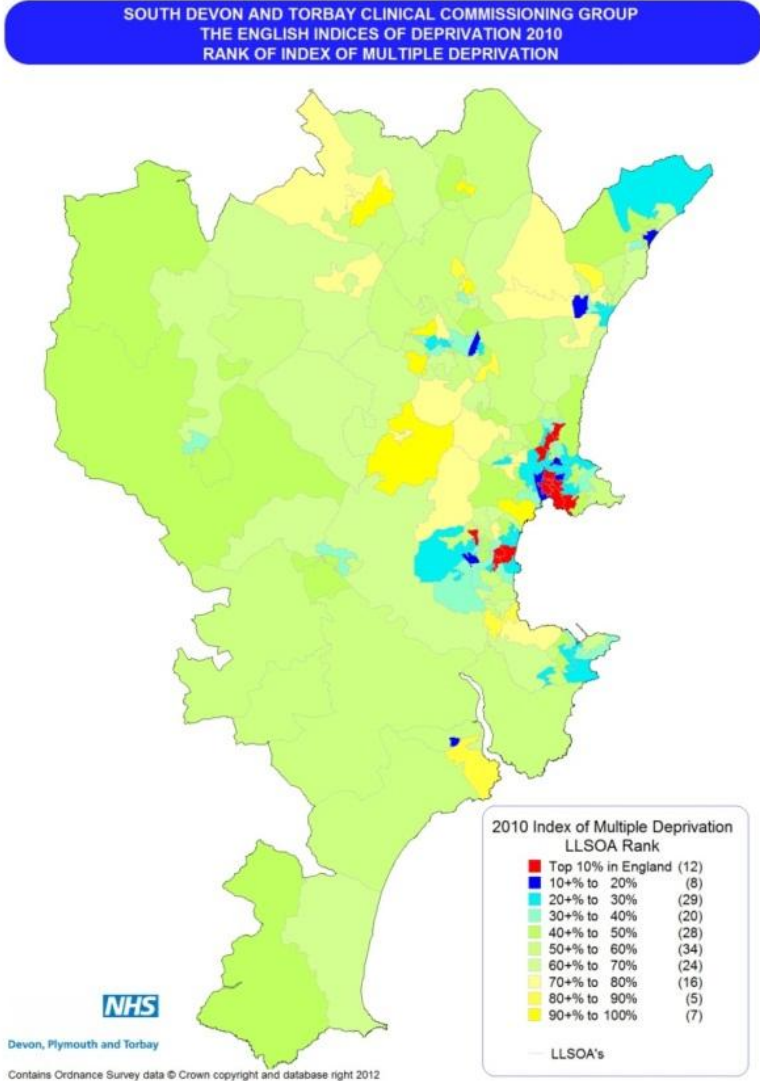 SOUTH DEVON AND TORBAY CLINICAL COMMISSIONING GROUP
THE ENGLISH INDICES OF DEPRIVATION 2010
RANK OF INDEX OF MULTIPLE DEPRIVATION
2010 Index of Multiple Deprivation
LLSOA Rank
Top 10% in England (12)
10+% to 20% (8)
20+% to 30% (29)
30+% to 40% (20)
40+% to 50% (28)
50+% to 60% (34)
60+% to 70% (24)
70+% to 80% (16)
80+% to 90% (5)
90+% to 100% (7)
LLSOA's
NHS
Devon, Plymouth and Torbay
Contains Ordnance Survey data © Crown copyright and database right 2012